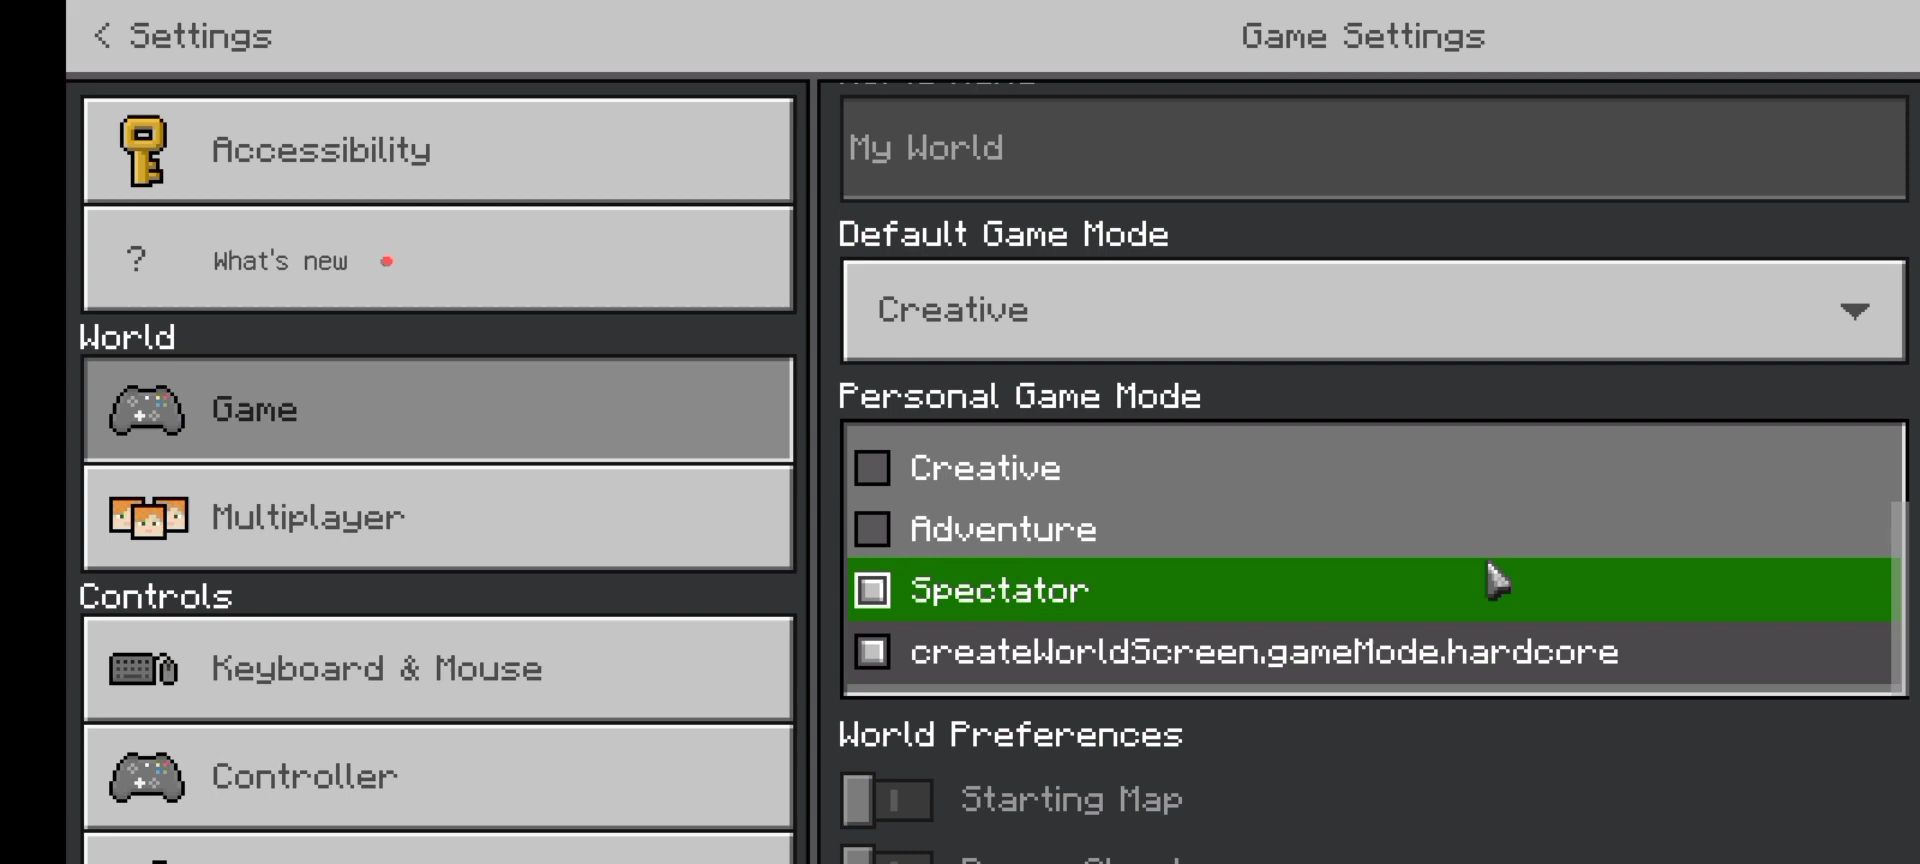 < Settings
Game Settings
Accessibility
? What's new
World
Game
Multiplayer
Controls
Keyboard & Mouse
Controller
My World
Default Game Mode
Creative
Personal Game Mode
Creative
Adventure
Spectator
createWorldScreen.gameMode.hardcore
World Preferences
Starting Map